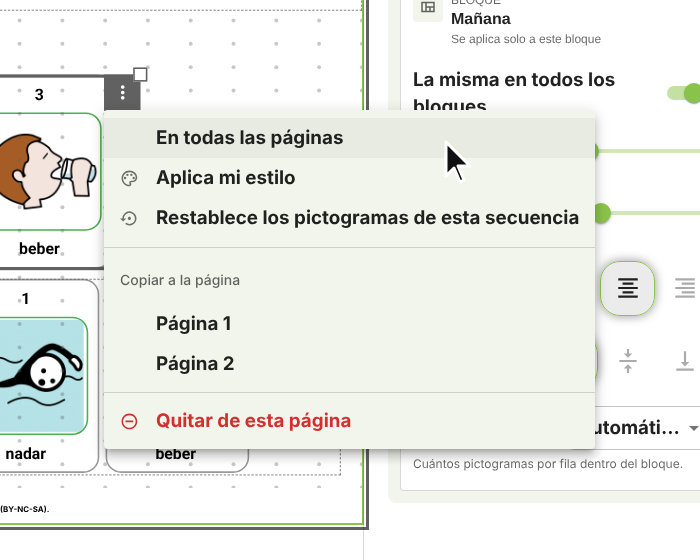 BLOQUE
Mañana
Se aplica solo a este bloque
La misma en todos los
bloques
3
beber
1
nadar
beber
(BY-NC-SA).
En todas las páginas
Aplica mi estilo
Restablece los pictogramas de esta secuencia
Copiar a la página
Página 1
Página 2
Quitar de esta página
utomáti...
Cuántos pictogramas por fila dentro del bloque.